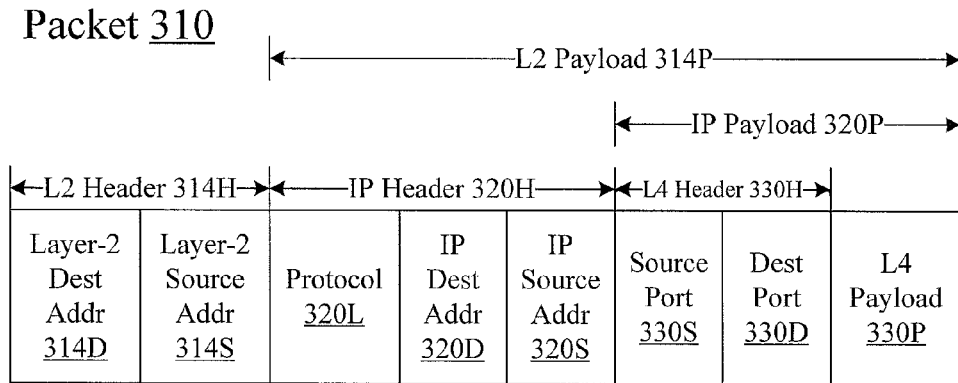 Packet 310
L2 Payload 314P
IP Payload 320P
L2 Header 314H
IP Header 320H
L4 Header 330H
Layer-2
Dest
Addr
314D
Layer-2
Source
Addr
314S
Protocol
320L
IP
Dest
Addr
320D
IP
Source
Addr
320S
Source
Port
330S
Dest
Port
330D
L4
Payload
330P